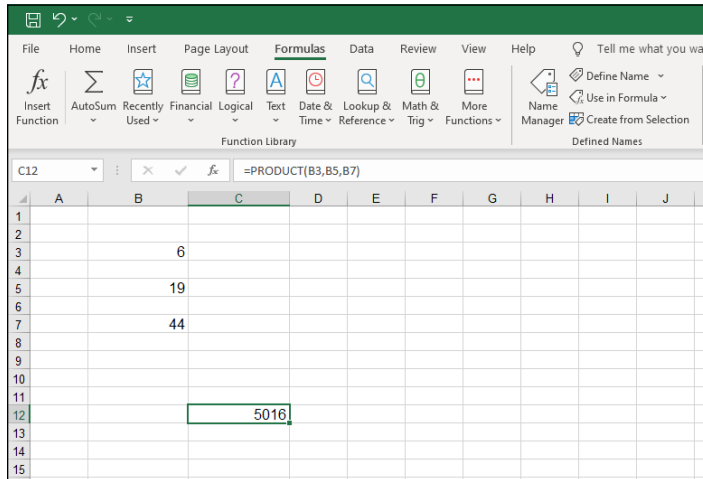 File Home Insert Page Layout Formulas Data Review View Help Tell me what you
fx
Insert Function
AutoSum
Recently Used
Financial
Logical
Text
Date & Time
Lookup & Reference
Math & Trig
More Functions
Function Library
Name Manager
Define Name
Use in Formula
Create from Selection
Defined Names
C12 fx =PRODUCT(B3,B5,B7)
A B C D E F G H I J
1
2
3 6
4
5 19
6
7 44
8
9
10
11
12 5016
13
14
15